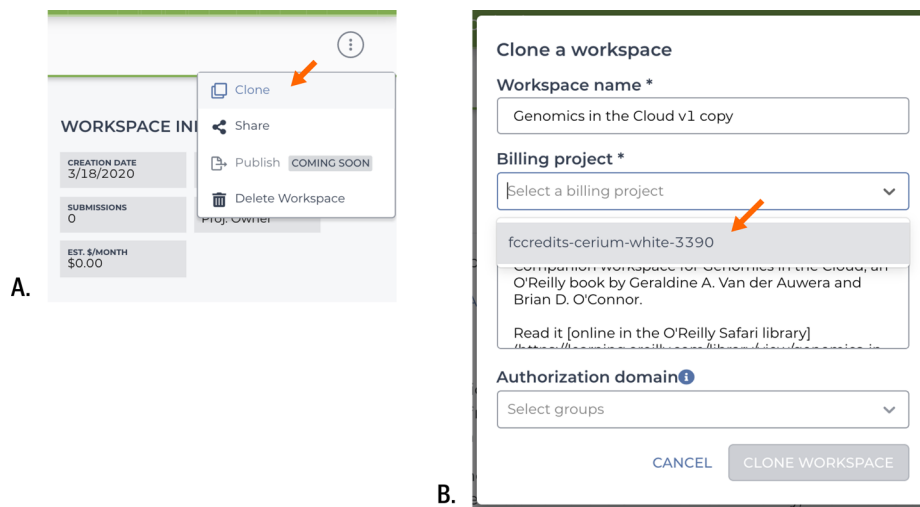 Clone
WORKSPACE IN
Share
CREATION DATE
3/18/2020
Publish COMING SOON
SUBMISSIONS
0
Delete Workspace
Proj. Owner
EST. $/MONTH
$0.00
A.
Clone a workspace
Workspace name *
Genomics in the Cloud v1 copy
Billing project *
Select a billing project
fccredits-cerium-white-3390
Companion workspace for Genomics in the Cloud, an
O'Reilly book by Geraldine A. Van der Auwera and
Brian D. O'Connor.
Read it [online in the O'Reilly Safari library]
Authorization domain
Select groups
CANCEL
CLONE WORKSPACE
B.